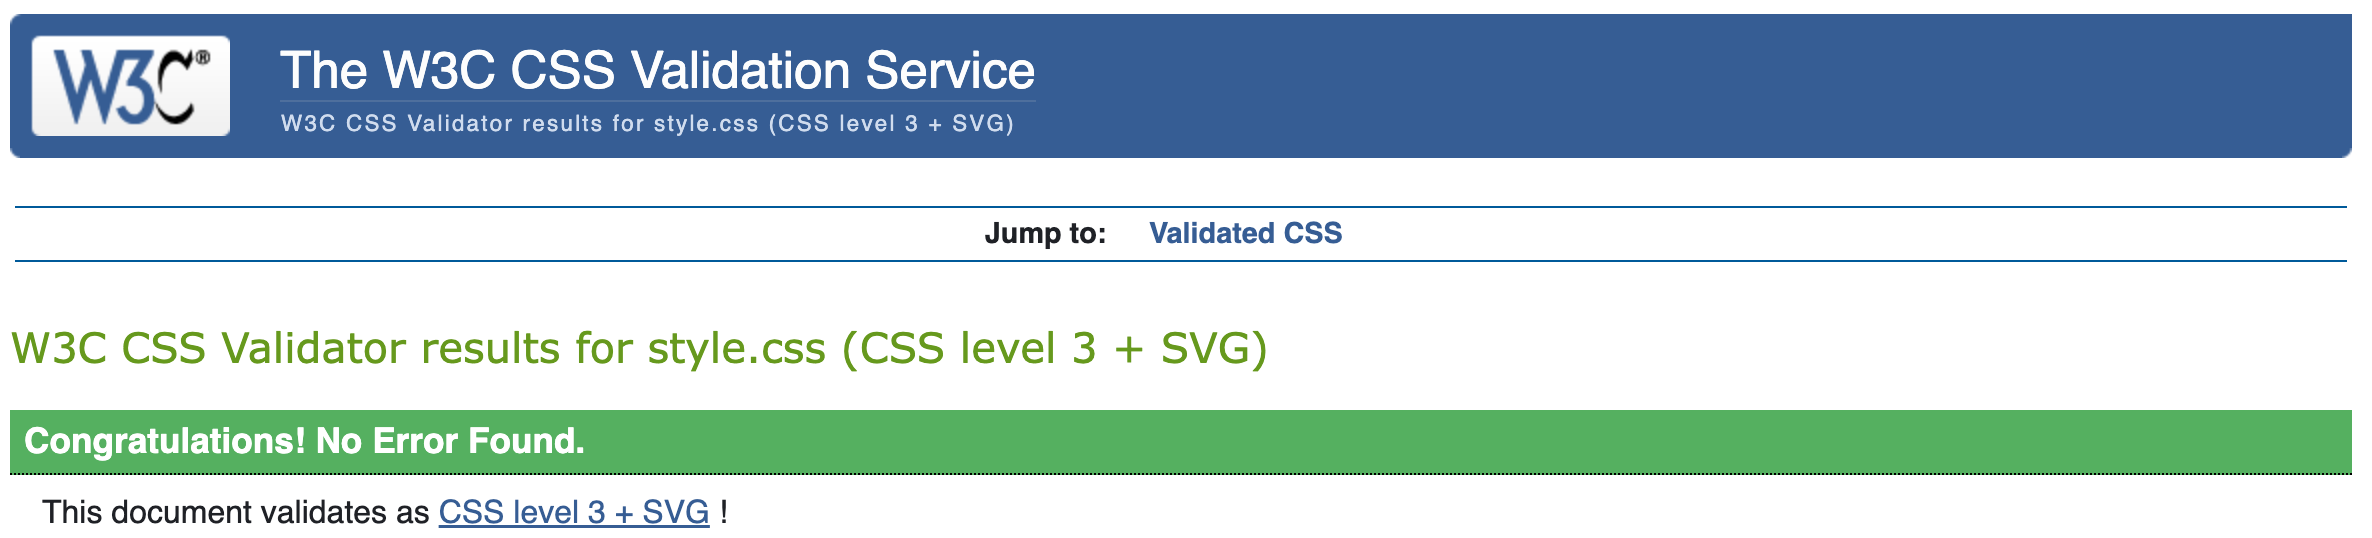 W3C®
The W3C CSS Validation Service
W3C CSS Validator results for style.css (CSS level 3 + SVG)
Jump to: Validated CSS
W3C CSS Validator results for style.css (CSS level 3 + SVG)
Congratulations! No Error Found.
This document validates as CSS level 3 + SVG !